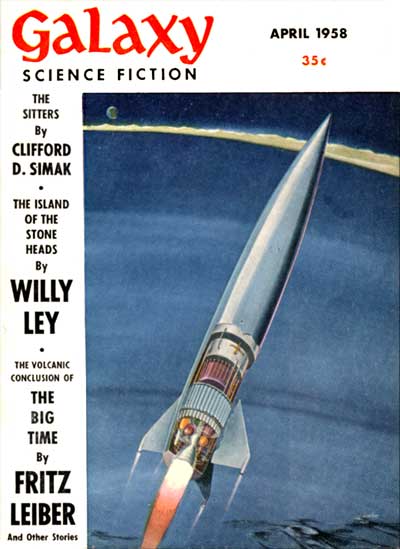 Galaxy
SCIENCE FICTION
APRIL 1958
35¢
THE
SITTERS
By
CLIFFORD
D. SIMAK
•
THE ISLAND
OF THE
STONE
HEADS
By
WILLY
LEY
•
THE VOLCANIC
CONCLUSION OF
THE
BIG
TIME
By
FRITZ
LEIBER
And Other Stories